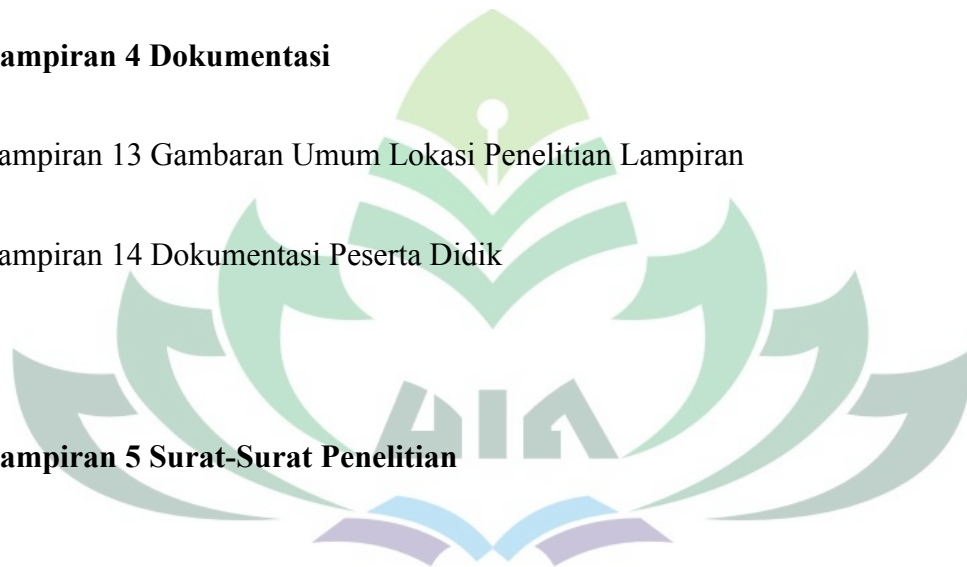 ampiran 4 Dokumentasi
ampiran 13 Gambaran Umum Lokasi Penelitian Lampiran
ampiran 14 Dokumentasi Peserta Didik
UIN
ampiran 5 Surat-Surat Penelitian